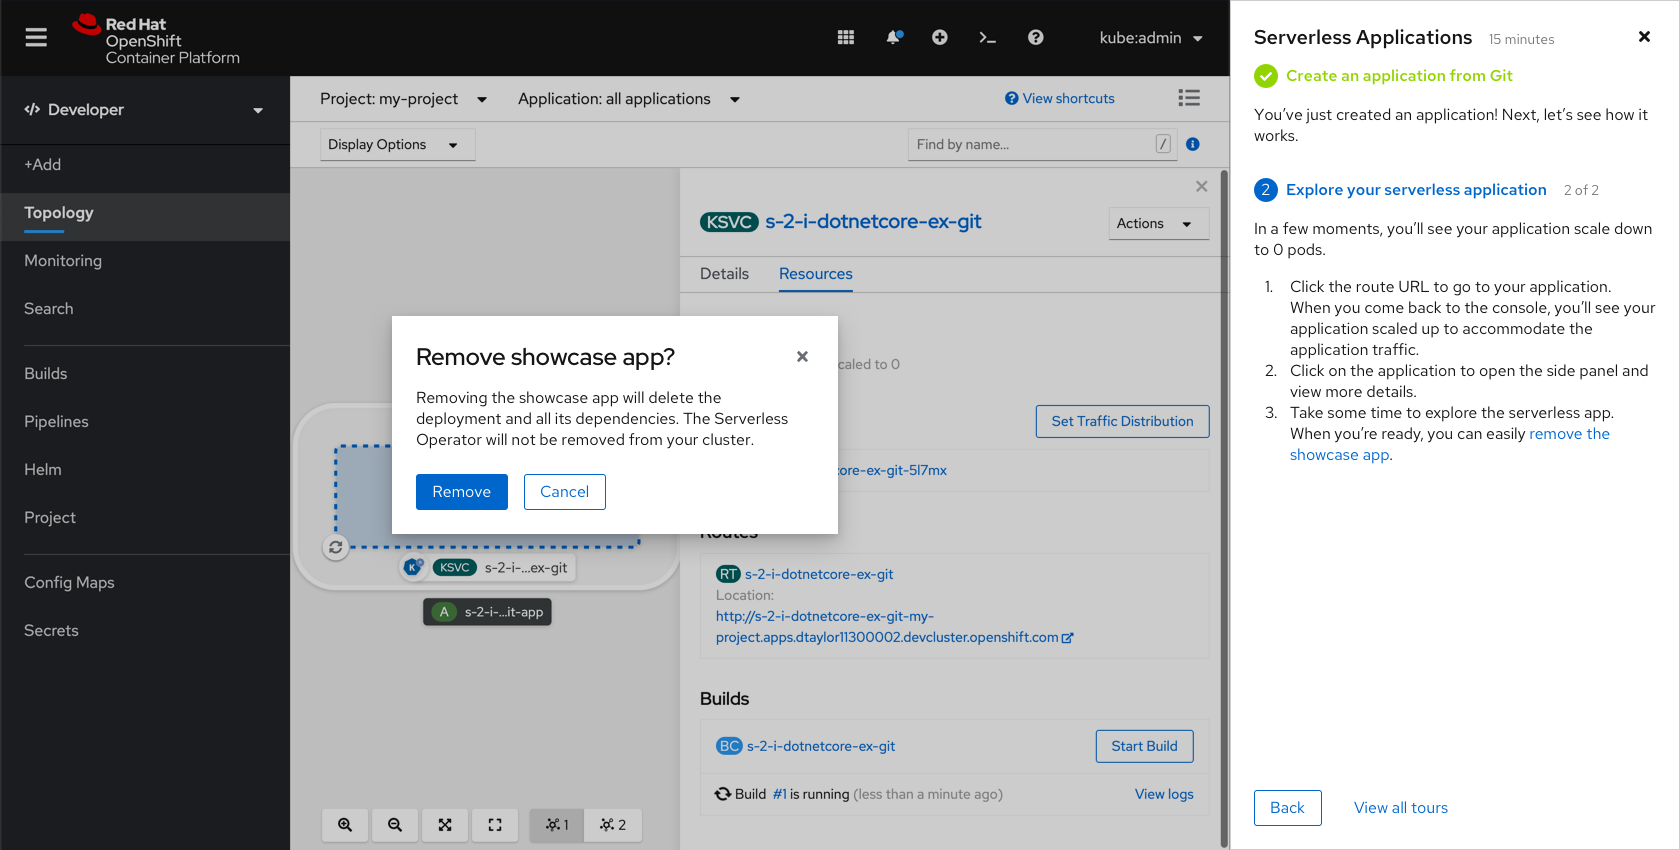 Red Hat
OpenShift
Container Platform
kube:admin
Developer
+Add
Topology
Monitoring
Search
Builds
Pipelines
Helm
Project
Config Maps
Secrets
Project: my-project
Application: all applications
View shortcuts
Display Options
Find by name...
/
KSVC s-2-i-dotnetcore-ex-git
Actions
Details
Resources
caled to 0
Set Traffic Distribution
ore-ex-git-5l7mx
Routes
RT s-2-i-dotnetcore-ex-git
Location:
http://s-2-i-dotnetcore-ex-git-my-
project.apps.dtaylor11300002.devcluster.openshift.com
Builds
BC s-2-i-dotnetcore-ex-git
Start Build
Build #1 is running (less than a minute ago)
View logs
Remove showcase app?
Removing the showcase app will delete the
deployment and all its dependencies. The Serverless
Operator will not be removed from your cluster.
Remove
Cancel
K
KSVC s-2-i-...ex-git
A s-2-i-...it-app
1
2
Serverless Applications 15 minutes
Create an application from Git
You've just created an application! Next, let's see how it
works.
2 Explore your serverless application 2 of 2
In a few moments, you'll see your application scale down
to 0 pods.
1. Click the route URL to go to your application.
When you come back to the console, you'll see your
application scaled up to accommodate the
application traffic.
2. Click on the application to open the side panel and
view more details.
3. Take some time to explore the serverless app.
When you're ready, you can easily remove the
showcase app.
Back
View all tours